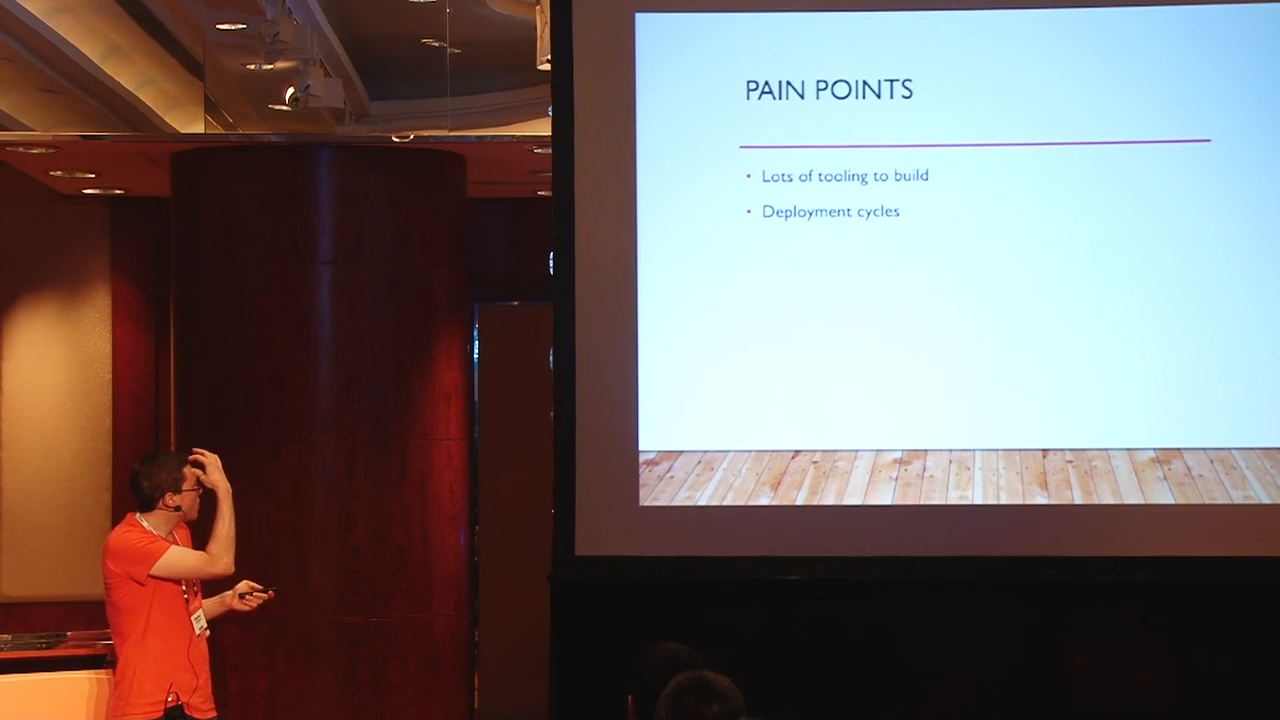 PAIN POINTS
• Lots of tooling to build
• Deployment cycles